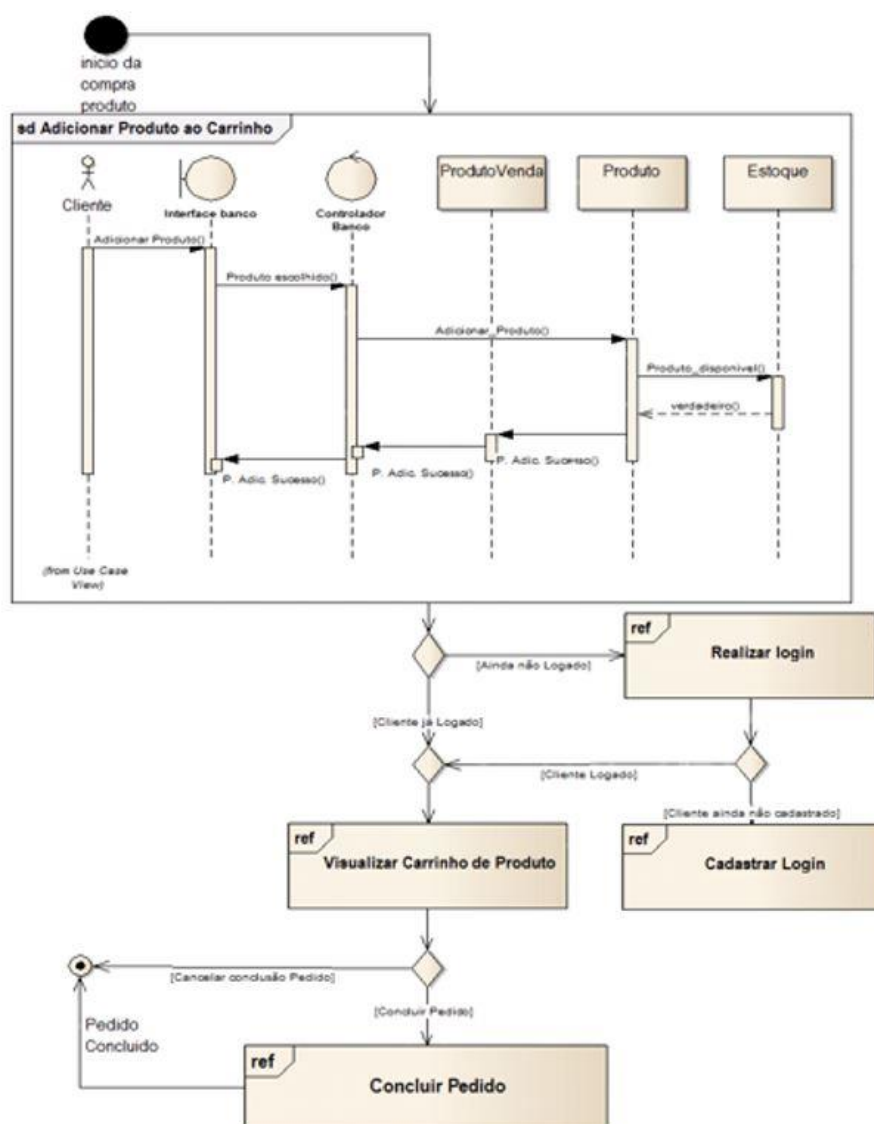 inicio da
compra
produto
sd Adicionar Produto ao Carrinho
Cliente
Interface banco
Controlador
Banco
ProdutoVenda
Produto
Estoque
Adicionar Produto()
Produto escolhido()
Adicionar_Produto()
Produto_disponivel()
verdadeiro()
P. Adic. Sucesso()
P. Adic. Sucesso()
P. Adic. Sucesso()
(from Use Case
View)
ref
Realizar login
[Ainda não Logado]
[Cliente ja Logado]
[Cliente Logado]
[Cliente ainda não cadastrado]
ref
Visualizar Carrinho de Produto
ref
Cadastrar Login
[Cancelar conclusão Pedido]
[Concluir Pedido]
Pedido
Concluido
ref
Concluir Pedido